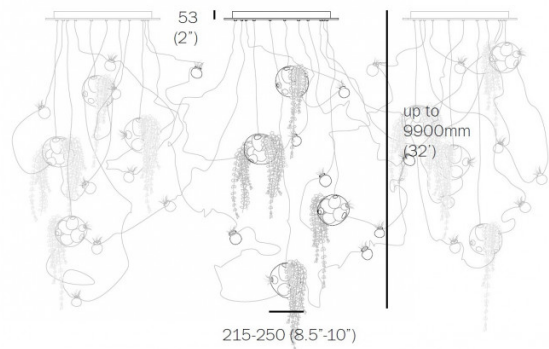 53
(2”)
up to
9900mm
(32’)
215-250 (8.5”-10”)